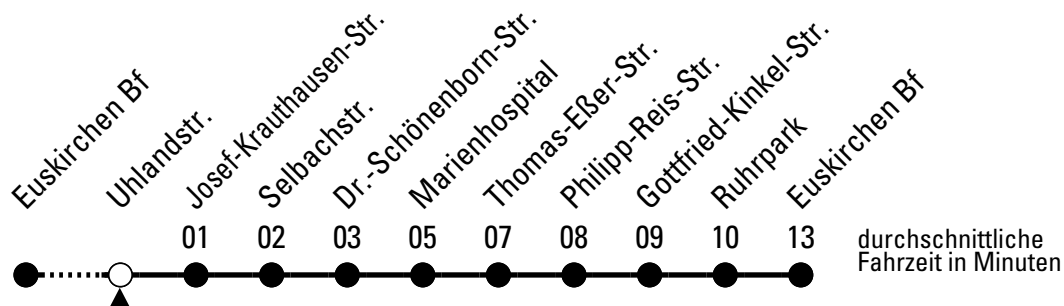 Euskirchen Bf
Uhlandstr.
Josef-Krauthausen-Str.
Selbachstr.
Dr.-Schönenborn-Str.
Marienhospital
Thomas-Eßer-Str.
Philipp-Reis-Str.
Gottfried-Kinkel-Str.
Ruhrpark
Euskirchen Bf
01 02 03 05 07 08 09 10 13
durchschnittliche
Fahrzeit in Minuten